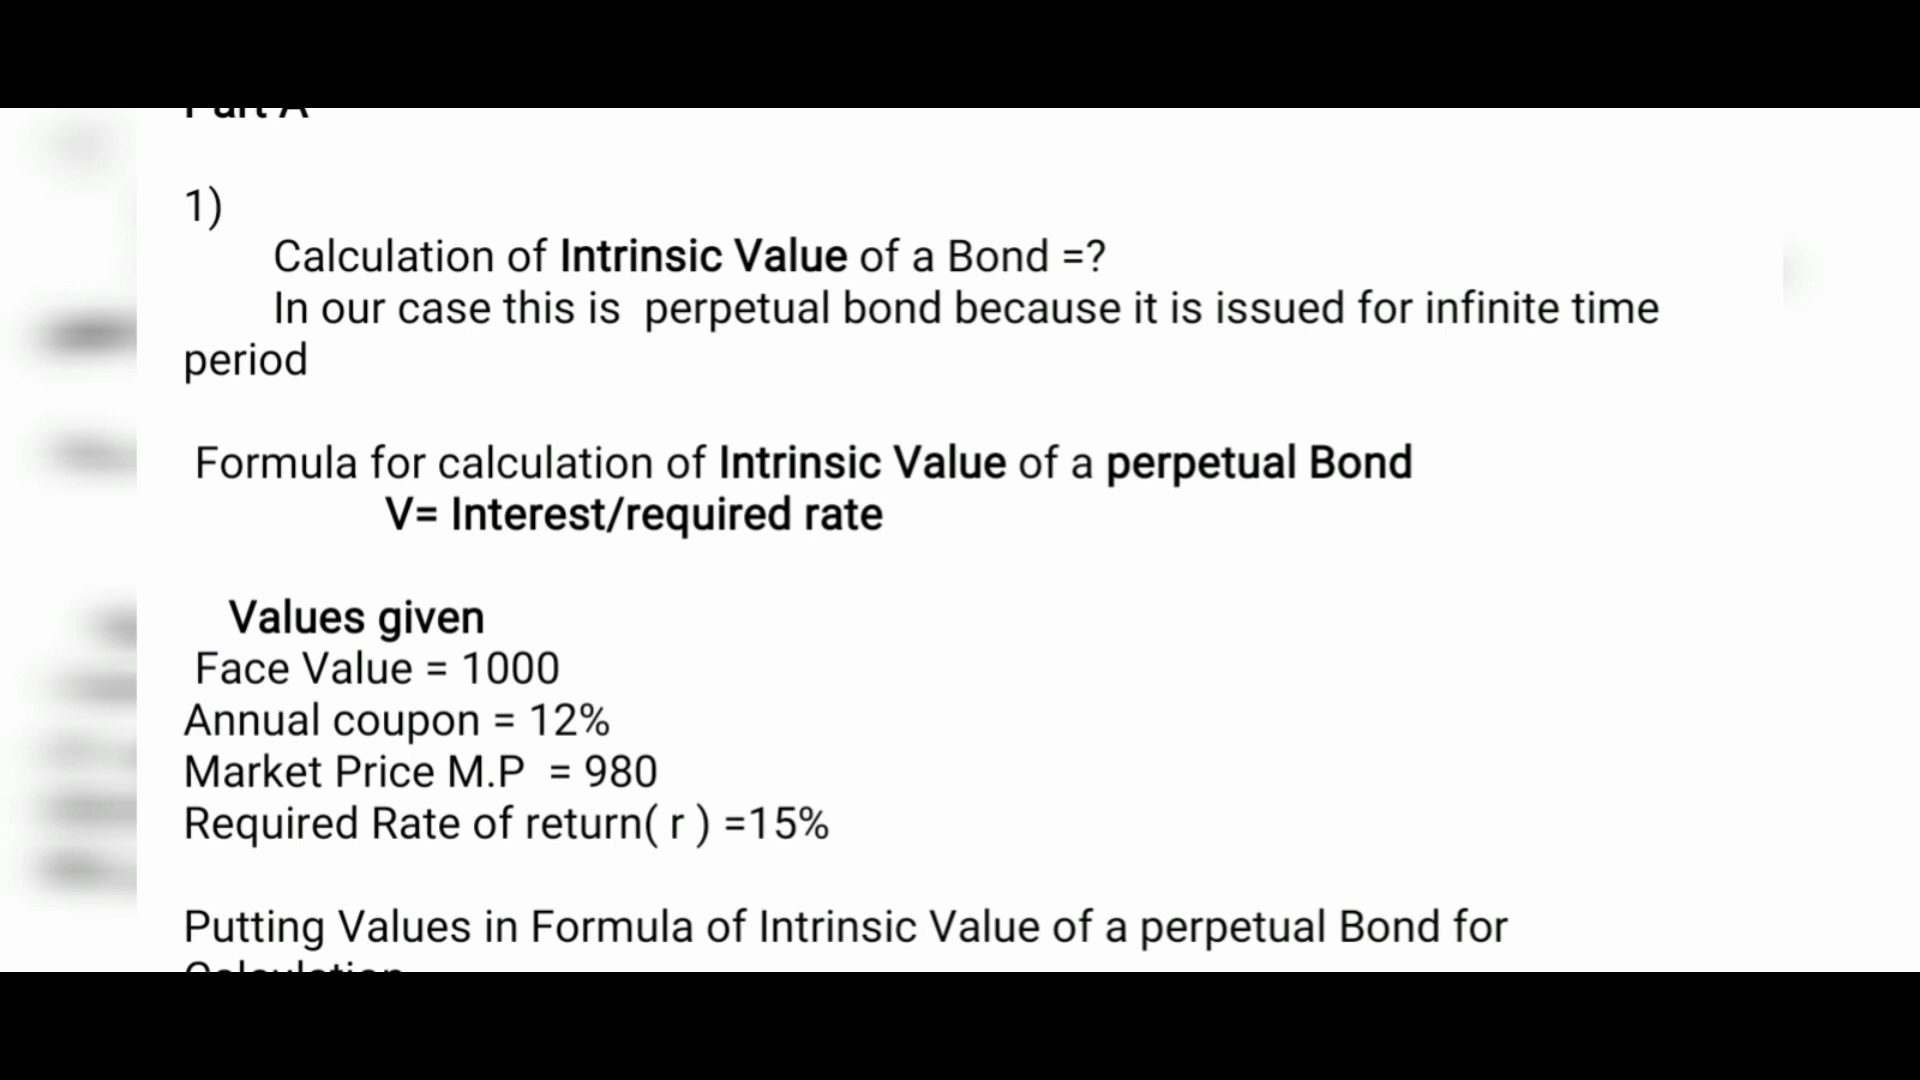 Part A
1)
Calculation of Intrinsic Value of a Bond =?
In our case this is  perpetual bond because it is issued for infinite time
period
Formula for calculation of Intrinsic Value of a perpetual Bond
V= Interest/required rate
Values given
Face Value = 1000
Annual coupon = 12%
Market Price M.P  = 980
Required Rate of return( r ) =15%
Putting Values in Formula of Intrinsic Value of a perpetual Bond for
Calculation